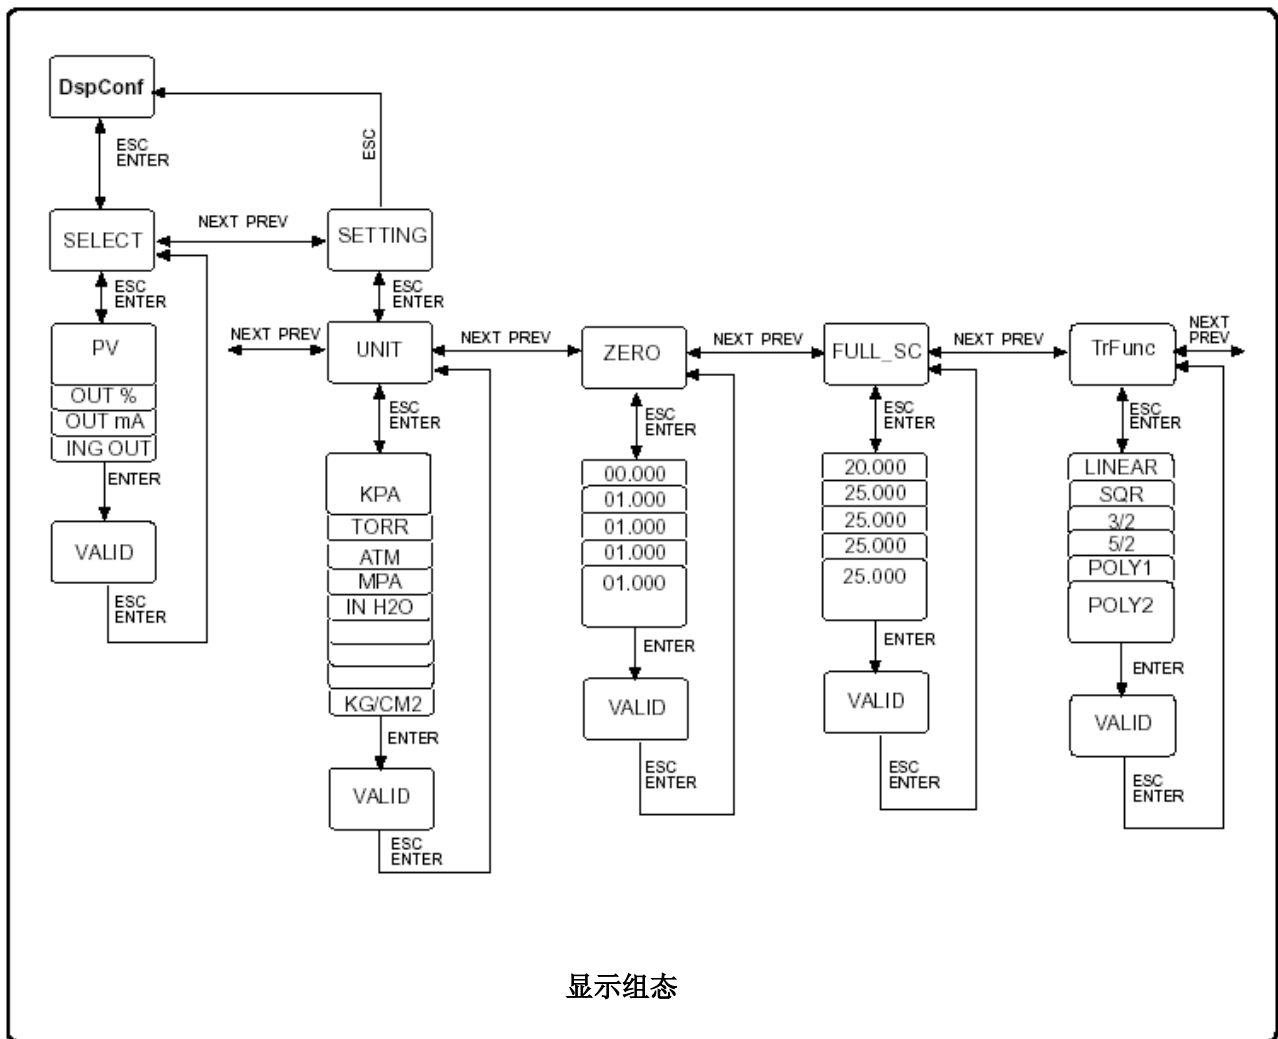 DspConf
ESC
ENTER
ESC
SELECT
NEXT PREV
SETTING
ESC
ENTER
PV
OUT %
OUT mA
ING OUT
ENTER
VALID
ESC
ENTER
ESC
ENTER
NEXT PREV
UNIT
NEXT PREV
ESC
ENTER
KPA
TORR
ATM
MPA
IN H2O
KG/CM2
ENTER
VALID
ESC
ENTER
ZERO
NEXT PREV
ESC
ENTER
00.000
01.000
01.000
01.000
01.000
ENTER
VALID
ESC
ENTER
FULL_SC
NEXT PREV
ESC
ENTER
20.000
25.000
25.000
25.000
25.000
ENTER
VALID
ESC
ENTER
TrFunc
NEXT
PREV
ESC
ENTER
LINEAR
SQR
3/2
5/2
POLY1
POLY2
ENTER
VALID
ESC
ENTER
显示组态